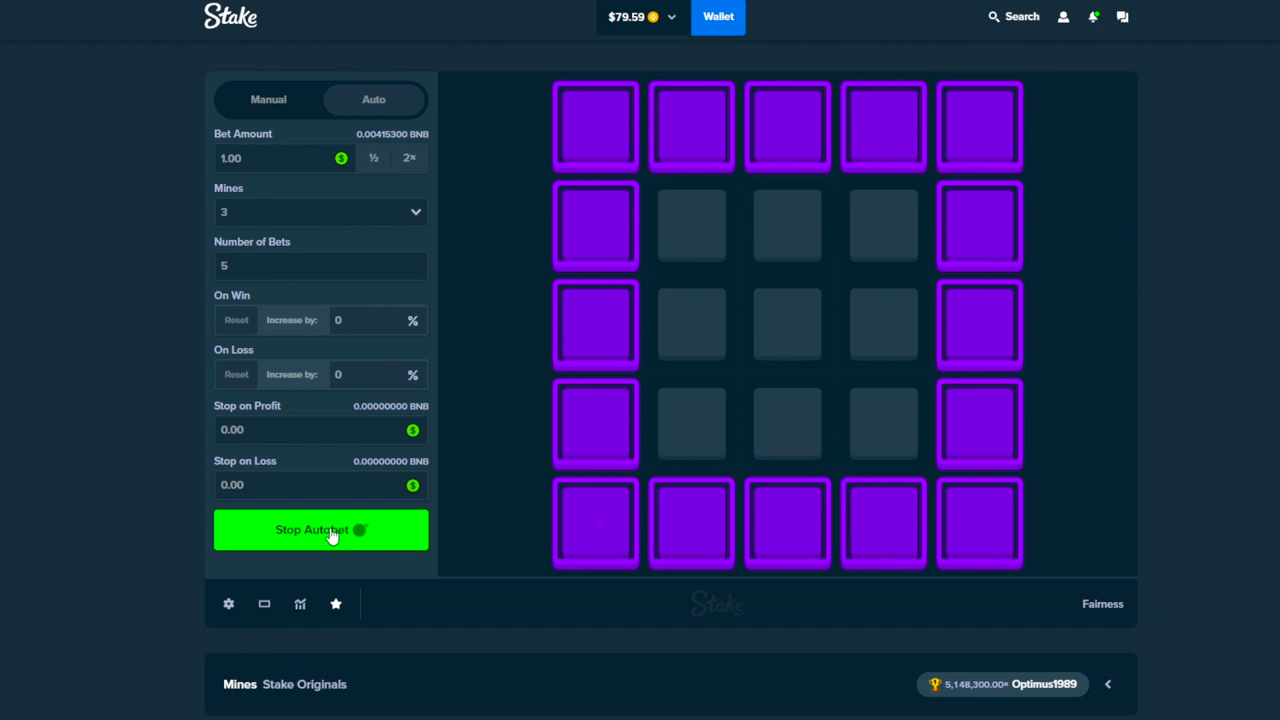 Stake
$79.59
Wallet
Search
Manual
Auto
Bet Amount
0.00415300 BNB
1.00
½
2×
Mines
3
Number of Bets
5
On Win
Reset
Increase by:
0
%
On Loss
Reset
Increase by:
0
%
Stop on Profit
0.00000000 BNB
0.00
$
Stop on Loss
0.00000000 BNB
0.00
$
Stop Autobet
Stake
Fairness
Mines
Stake Originals
5,148,300.00×
Optimus1989